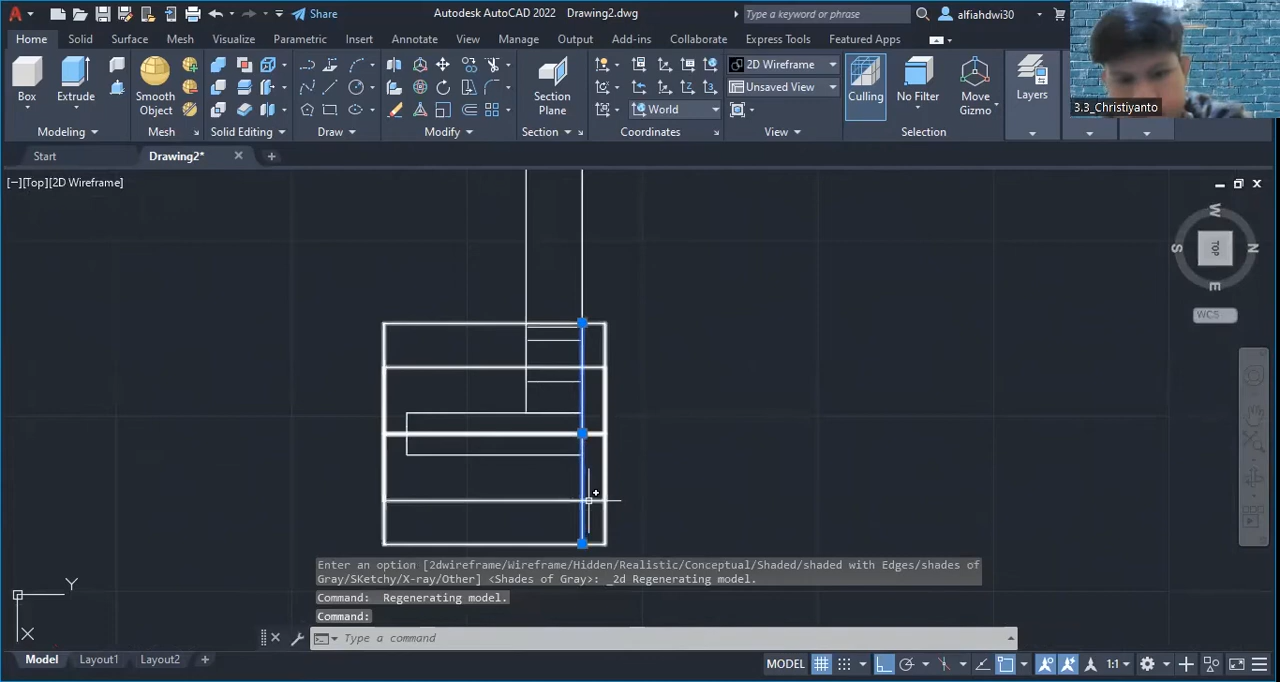 Share
Autodesk AutoCAD 2022 Drawing2.dwg
Type a keyword or phrase
alfiahdwi30
Home Solid Surface Mesh Visualize Parametric Insert Annotate View Manage Output Add-ins Collaborate Express Tools Featured Apps
2D Wireframe
Unsaved View
World
Box
Extrude
Smooth
Object
Section
Plane
Culling
No Filter
Move
Gizmo
Layers
3.3_Christiyanto
Modeling
Mesh
Solid Editing
Draw
Modify
Section
Coordinates
View
Selection
Start
Drawing2*
[−][Top][2D Wireframe]
W
S
TOP
N
E
WCS
Enter an option [2dwireframe/Wireframe/Hidden/Realistic/Conceptual/Shaded/shaded with Edges/shades of
Gray/SKetchy/X-ray/Other] <Shades of Gray>: _2d Regenerating model.
Command: Regenerating model.
Command:
Type a command
Y
X
Model
Layout1
Layout2
MODEL
1:1